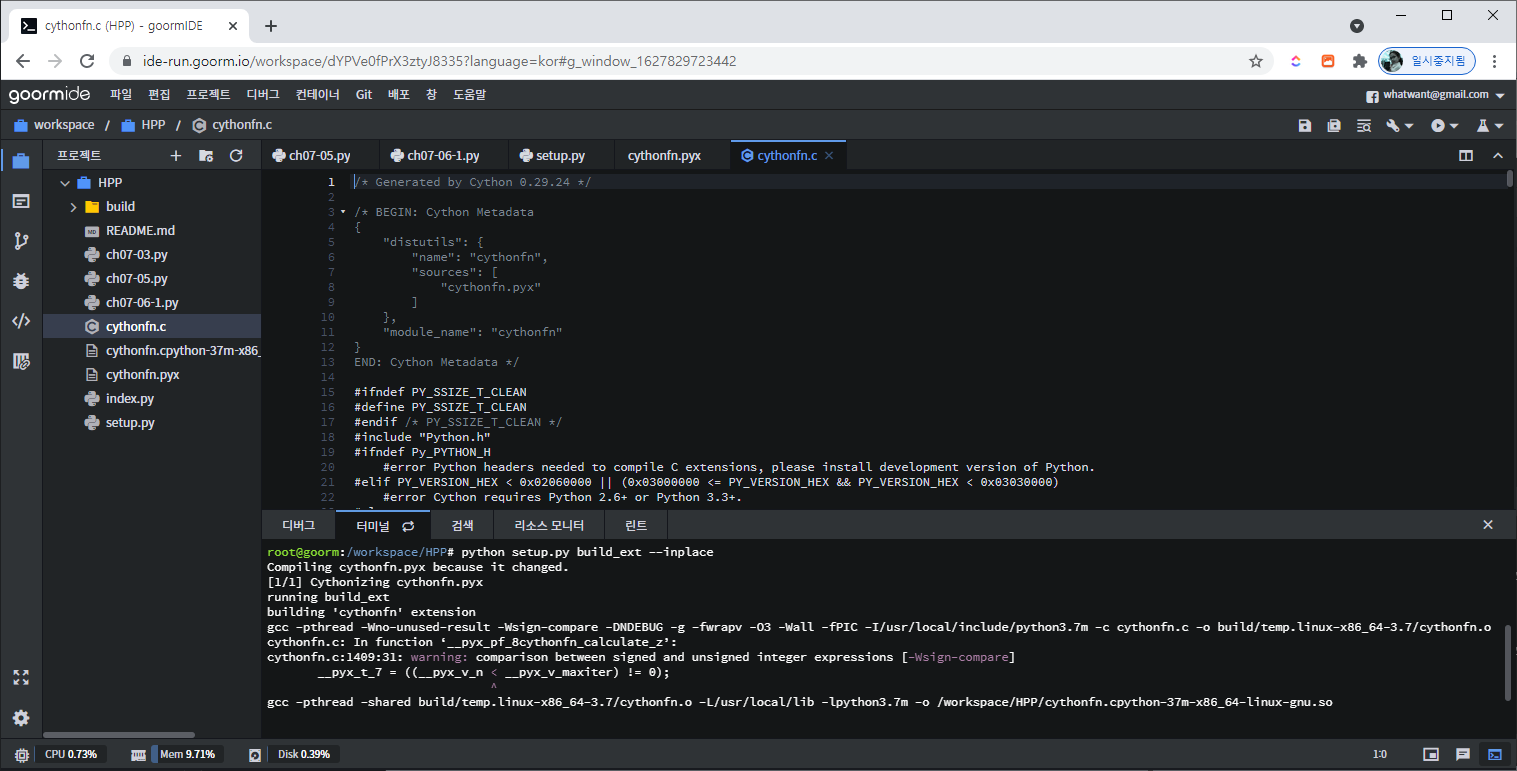 cythonfn.c (HPP) - goormIDE
ide-run.goorm.io/workspace/dYPVe0fPrX3ztyJ8335?language=kor#g_window_1627829723442
일시중지됨
goormide 파일 편집 프로젝트 디버그 컨테이너 Git 배포 창 도움말 whatwant@gmail.com
workspace / HPP / cythonfn.c
프로젝트
HPP
build
README.md
ch07-03.py
ch07-05.py
ch07-06-1.py
cythonfn.c
cythonfn.cpython-37m-x86_
cythonfn.pyx
index.py
setup.py
ch07-05.py ch07-06-1.py setup.py cythonfn.pyx cythonfn.c
1 /* Generated by Cython 0.29.24 */
2
3 /* BEGIN: Cython Metadata
4 {
5 "distutils": {
6 "name": "cythonfn",
7 "sources": [
8 "cythonfn.pyx"
9 ]
10 },
11 "module_name": "cythonfn"
12 }
13 END: Cython Metadata */
14
15 #ifndef PY_SSIZE_T_CLEAN
16 #define PY_SSIZE_T_CLEAN
17 #endif /* PY_SSIZE_T_CLEAN */
18 #include "Python.h"
19 #ifndef Py_PYTHON_H
20 #error Python headers needed to compile C extensions, please install development version of Python.
21 #elif PY_VERSION_HEX < 0x02060000 || (0x03000000 <= PY_VERSION_HEX && PY_VERSION_HEX < 0x03030000)
22 #error Cython requires Python 2.6+ or Python 3.3+.
디버그 터미널 검색 리소스 모니터 린트
root@goorm:/workspace/HPP# python setup.py build_ext --inplace
Compiling cythonfn.pyx because it changed.
[1/1] Cythonizing cythonfn.pyx
running build_ext
building 'cythonfn' extension
gcc -pthread -Wno-unused-result -Wsign-compare -DNDEBUG -g -fwrapv -O3 -Wall -fPIC -I/usr/local/include/python3.7m -c cythonfn.c -o build/temp.linux-x86_64-3.7/cythonfn.o
cythonfn.c: In function ‘__pyx_pf_8cythonfn_calculate_z’:
cythonfn.c:1409:31: warning: comparison between signed and unsigned integer expressions [-Wsign-compare]
__pyx_t_7 = ((__pyx_v_n < __pyx_v_maxiter) != 0);
^
gcc -pthread -shared build/temp.linux-x86_64-3.7/cythonfn.o -L/usr/local/lib -lpython3.7m -o /workspace/HPP/cythonfn.cpython-37m-x86_64-linux-gnu.so
CPU 0.73% Mem 9.71% Disk 0.39% 1:0